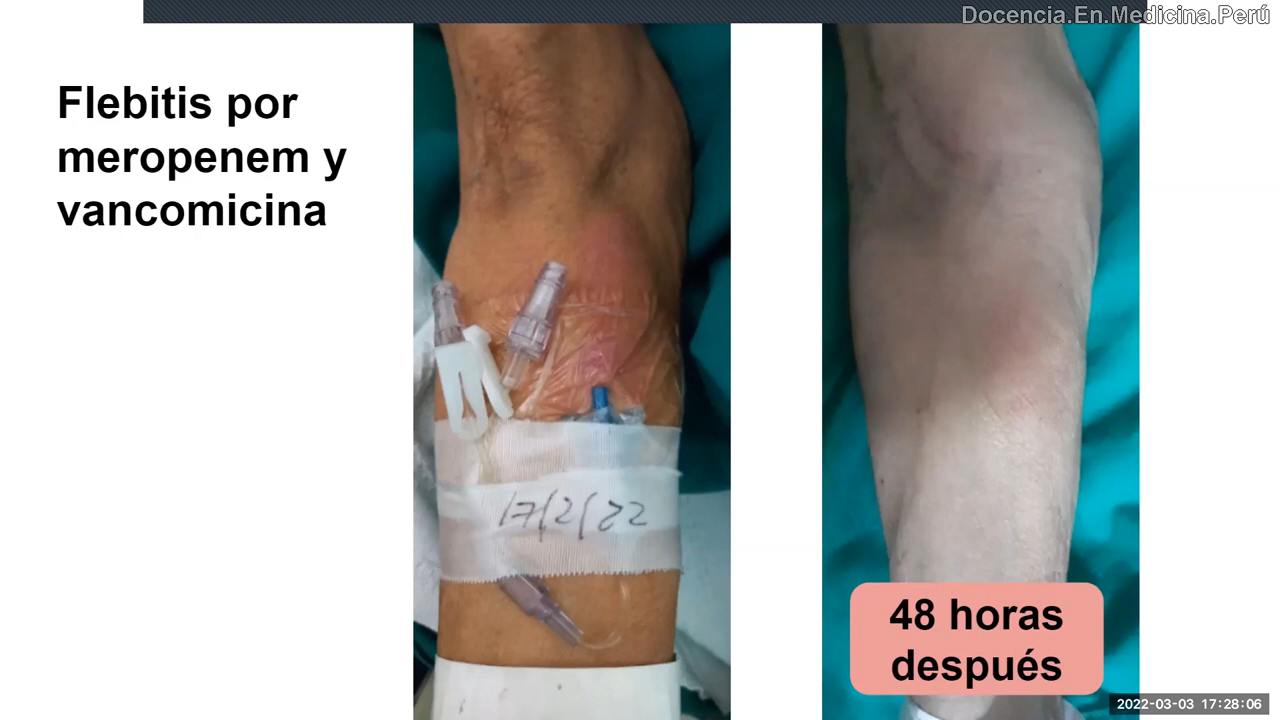 Docencia.En.Medicina.Perú
Flebitis por
meropenem y
vancomicina
17/2/22
48 horas
después
2022-03-03 17:28:06